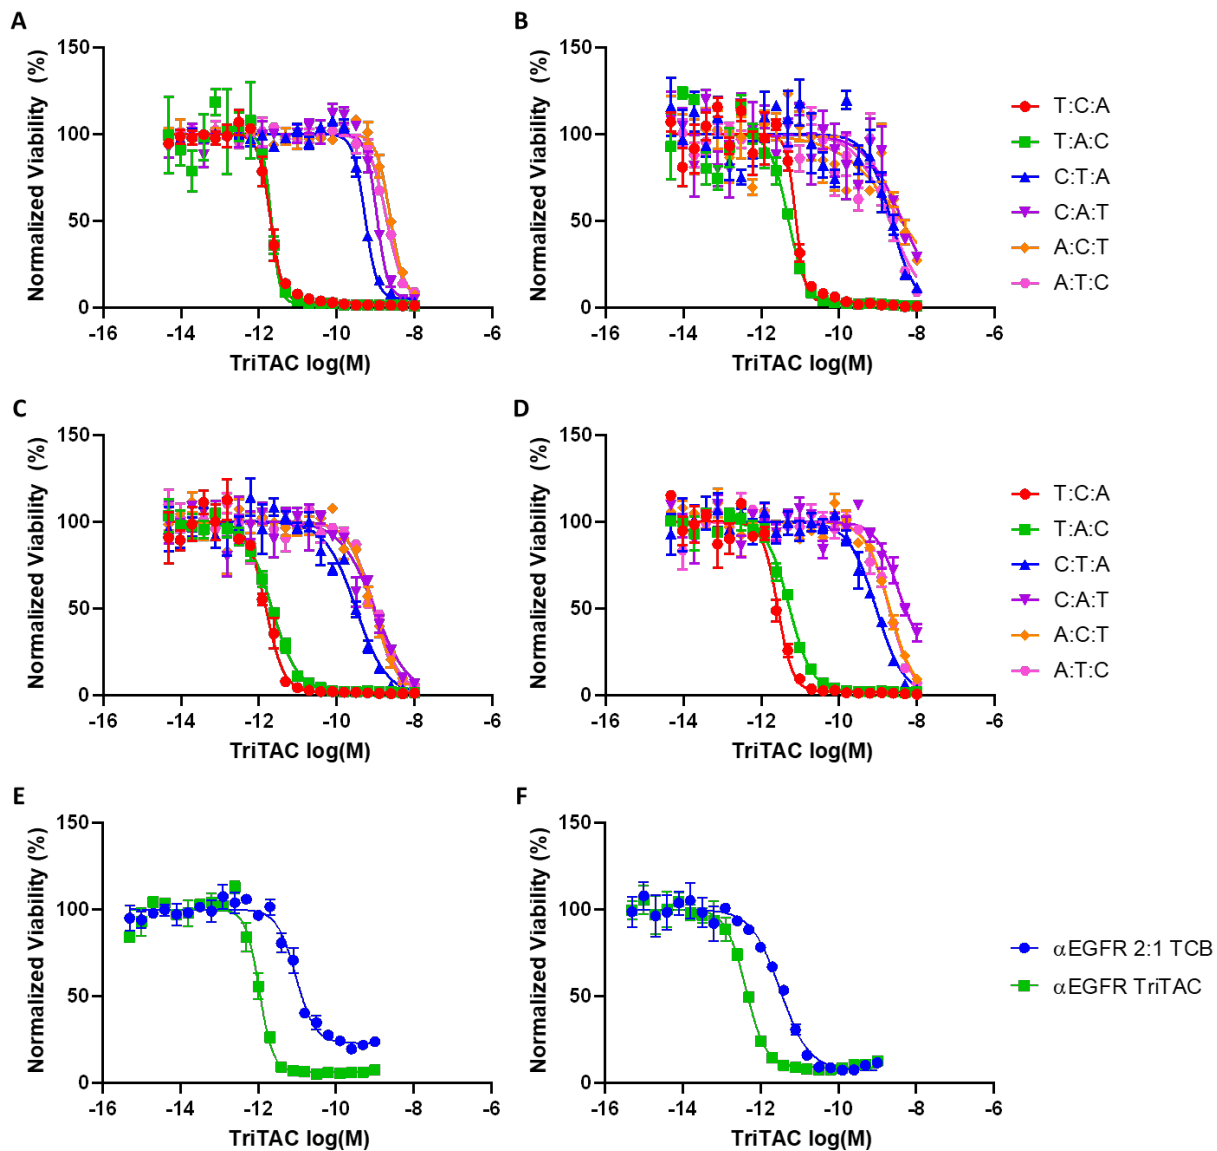 A
B
Normalized Viability (%)
150
100
50
0
-16
-14
-12
-10
-8
-6
TriTAC log(M)
Normalized Viability (%)
150
100
50
0
-16
-14
-12
-10
-8
-6
TriTAC log(M)
T:C:A
T:A:C
C:T:A
C:A:T
A:C:T
A:T:C
C
D
Normalized Viability (%)
150
100
50
0
-16
-14
-12
-10
-8
-6
TriTAC log(M)
Normalized Viability (%)
150
100
50
0
-16
-14
-12
-10
-8
-6
TriTAC log(M)
T:C:A
T:A:C
C:T:A
C:A:T
A:C:T
A:T:C
E
F
Normalized Viability (%)
150
100
50
0
-16
-14
-12
-10
-8
-6
TriTAC log(M)
Normalized Viability (%)
150
100
50
0
-16
-14
-12
-10
-8
-6
TriTAC log(M)
αEGFR 2:1 TCB
αEGFR TriTAC